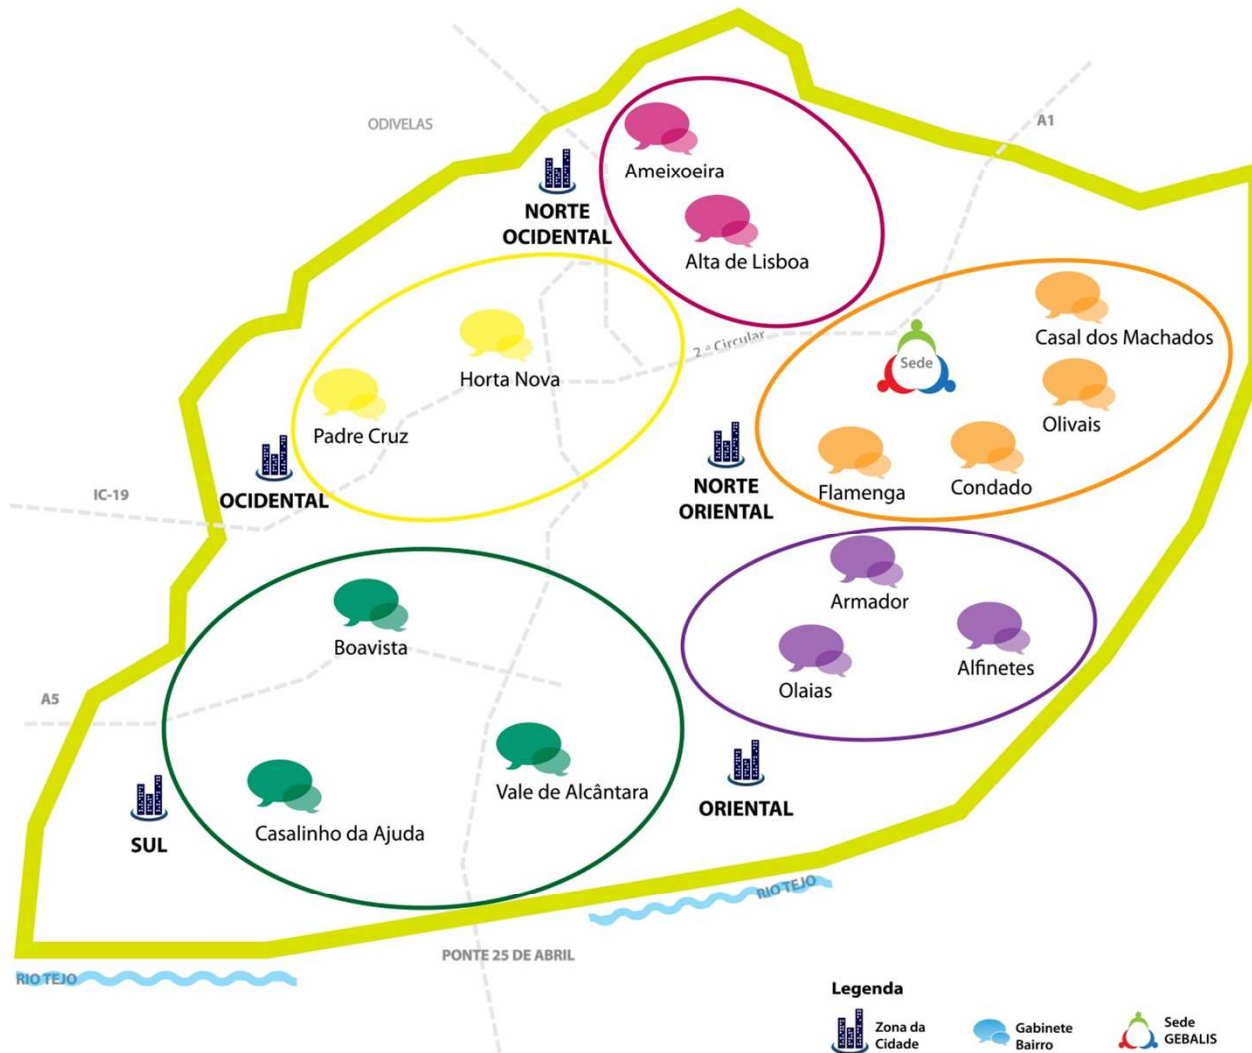 ODIVELAS
A1
Ameixoeira
NORTE
OCIDENTAL
Alta de Lisboa
Casal dos Machados
2.ª Circular
Sede
Horta Nova
Olivais
Padre Cruz
OCIDENTAL
IC-19
NORTE
ORIENTAL
Flamenga
Condado
Armador
Boavista
Alfinetes
Olaias
A5
Vale de Alcântara
ORIENTAL
Casalinho da Ajuda
SUL
RIO TEJO
PONTE 25 DE ABRIL
RIO TEJO
Legenda
Zona da
Cidade
Gabinete
Bairro
Sede
GEBALIS